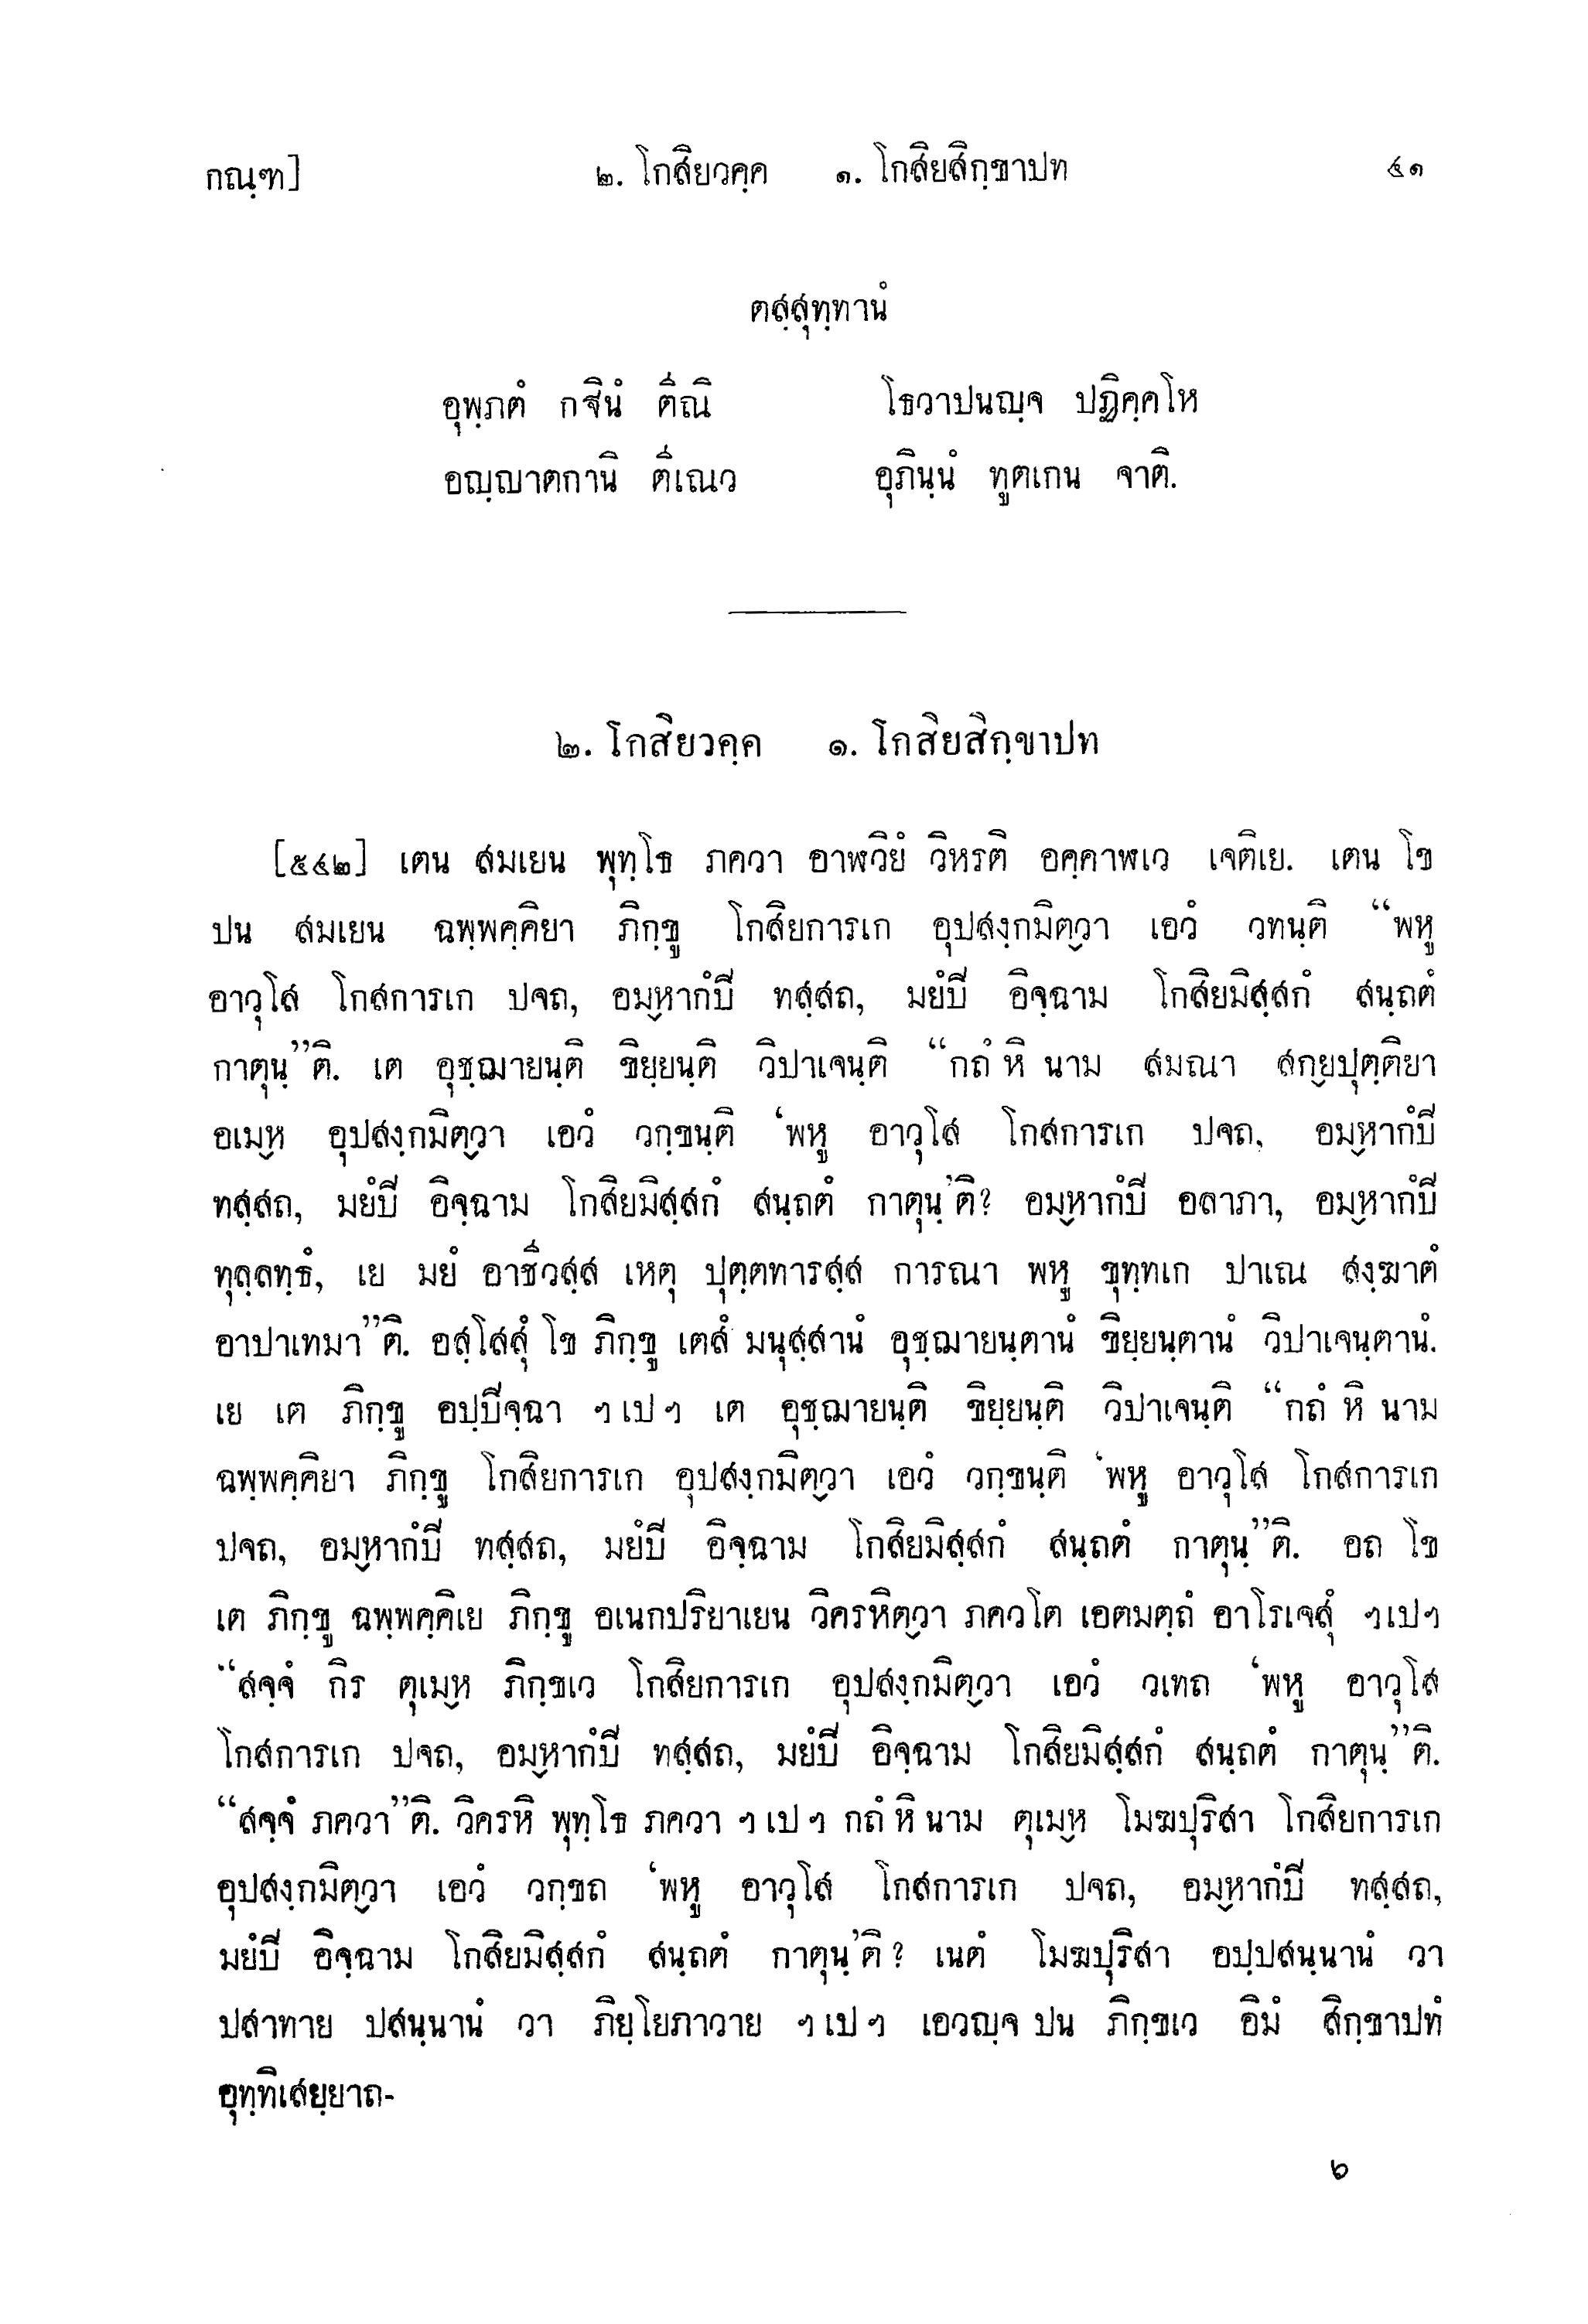 กณฺฑ] ๒. โกสิยวคฺค ๑. โกสิยสิกฺขาปท ๔๑
ตสฺสุทฺทานํ
อุพฺภตํ กฐินํ ตีณิ โธวาปนญฺจ ปฏิคฺคโห
อญฺญาตกานิ ตีเณว อุภินฺนํ ทูตเกน จาติ.
๒. โกสิยวคฺค ๑. โกสิยสิกฺขาปท
[๕๔๒] เตน สมเยน พุทฺโธ ภควา อาฬวิยํ วิหรติ อคฺคาฬเว เจติเย. เตน โข
ปน สมเยน ฉพฺพคฺคิยา ภิกฺขู โกสิยการเก อุปสงฺกมิตฺวา เอวํ วทนฺติ “พหู
อาวุโส โกสการเก ปจถ, อมฺหากํปิ ทสฺสถ, มยํปิ อิจฺฉาม โกสิยมิสฺสกํ สนฺถตํ
กาตุนฺ”ติ. เต อุชฺฌายนฺติ ขิยฺยนฺติ วิปาเจนฺติ “กถํ หิ นาม สมณา สกฺยปุตฺติยา
อเมฺห อุปสงฺกมิตฺวา เอวํ วกฺขนฺติ ‘พหู อาวุโส โกสการเก ปจถ, อมฺหากํปิ
ทสฺสถ, มยํปิ อิจฺฉาม โกสิยมิสฺสกํ สนฺถตํ กาตุนฺ’ติ? อมฺหากํปิ อลาภา, อมฺหากํปิ
ทุลฺลทฺธํ, เย มยํ อาชีวสฺส เหตุ ปุตฺตทารสฺส การณา พหู ขุทฺทเก ปาเณ สงฺฆาตํ
อาปาเทมา”ติ. อสฺโสสุํ โข ภิกฺขู เตสํ มนุสฺสานํ อุชฺฌายนฺตานํ ขิยฺยนฺตานํ วิปาเจนฺตานํ.
เย เต ภิกฺขู อปฺปิจฺฉา ฯเปฯ เต อุชฺฌายนฺติ ขิยฺยนฺติ วิปาเจนฺติ “กถํ หิ นาม
ฉพฺพคฺคิยา ภิกฺขู โกสิยการเก อุปสงฺกมิตฺวา เอวํ วกฺขนฺติ ‘พหู อาวุโส โกสการเก
ปจถ, อมฺหากํปิ ทสฺสถ, มยํปิ อิจฺฉาม โกสิยมิสฺสกํ สนฺถตํ กาตุนฺ”ติ. อถ โข
เต ภิกฺขู ฉพฺพคฺคิเย ภิกฺขู อเนกปริยาเยน วิครหิตฺวา ภควโต เอตมตฺถํ อาโรเจสุํ ฯเปฯ
“สจฺจํ กิร ตุเมฺห ภิกฺขเว โกสิยการเก อุปสงฺกมิตฺวา เอวํ วเทถ ‘พหู อาวุโส
โกสการเก ปจถ, อมฺหากํปิ ทสฺสถ, มยํปิ อิจฺฉาม โกสิยมิสฺสกํ สนฺถตํ กาตุนฺ”ติ.
“สจฺจํ ภควา”ติ. วิครหิ พุทฺโธ ภควา ฯเปฯ กถํ หิ นาม ตุเมฺห โมฆปุริสา โกสิยการเก
อุปสงฺกมิตฺวา เอวํ วกฺขถ ‘พหู อาวุโส โกสการเก ปจถ, อมฺหากํปิ ทสฺสถ,
มยํปิ อิจฺฉาม โกสิยมิสฺสกํ สนฺถตํ กาตุนฺ’ติ? เนตํ โมฆปุริสา อปฺปสนฺนานํ วา
ปสาทาย ปสนฺนานํ วา ภิยฺโยภาวาย ฯเปฯ เอวญฺจ ปน ภิกฺขเว อิมํ สิกฺขาปทํ
อุทฺทิเสยฺยาถ-
๖